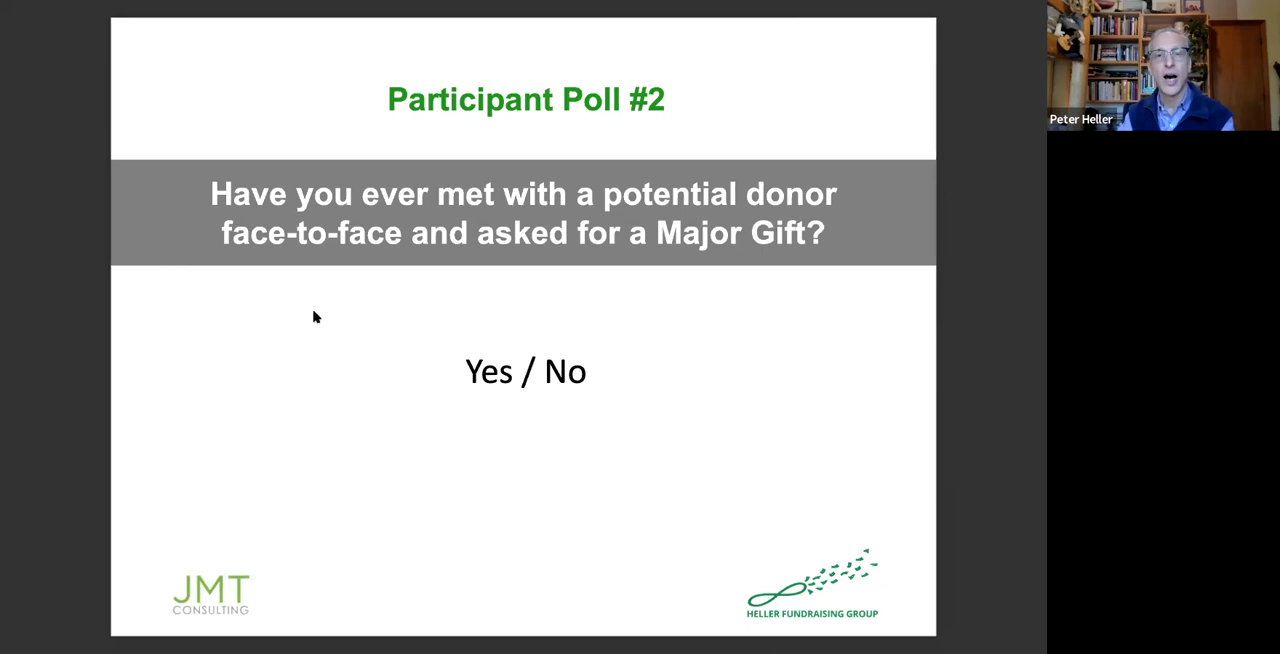 Participant Poll #2
Have you ever met with a potential donor
face-to-face and asked for a Major Gift?
Yes / No
JMT
CONSULTING
HELLER FUNDRAISING GROUP
Peter Heller